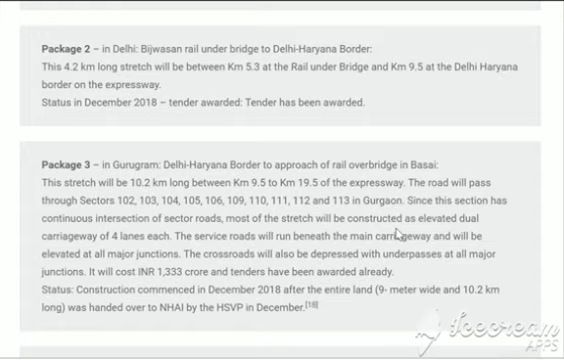 Package 2 – in Delhi: Bijwasan rail under bridge to Delhi-Haryana Border:
This 4.2 km long stretch will be between Km 5.3 at the Rail under Bridge and Km 9.5 at the Delhi Haryana
border on the expressway.
Status in December 2018 – tender awarded: Tender has been awarded.
Package 3 – in Gurugram: Delhi-Haryana Border to approach of rail overbridge in Basai:
This stretch will be 10.2 km long between Km 9.5 to Km 19.5 of the expressway. The road will pass
through Sectors 102, 103, 104, 105, 106, 109, 110, 111, 112 and 113 in Gurgaon. Since this section has
continuous intersection of sector roads, most of the stretch will be constructed as elevated dual
carriageway of 4 lanes each. The service roads will run beneath the main carriageway and will be
elevated at all major junctions. The crossroads will also be depressed with underpasses at all major
junctions. It will cost INR 1,333 crore and tenders have been awarded already.
Status: Construction commenced in December 2018 after the entire land (9- meter wide and 10.2 km
long) was handed over to NHAI by the HSVP in December.[18]
Icecream
APPS